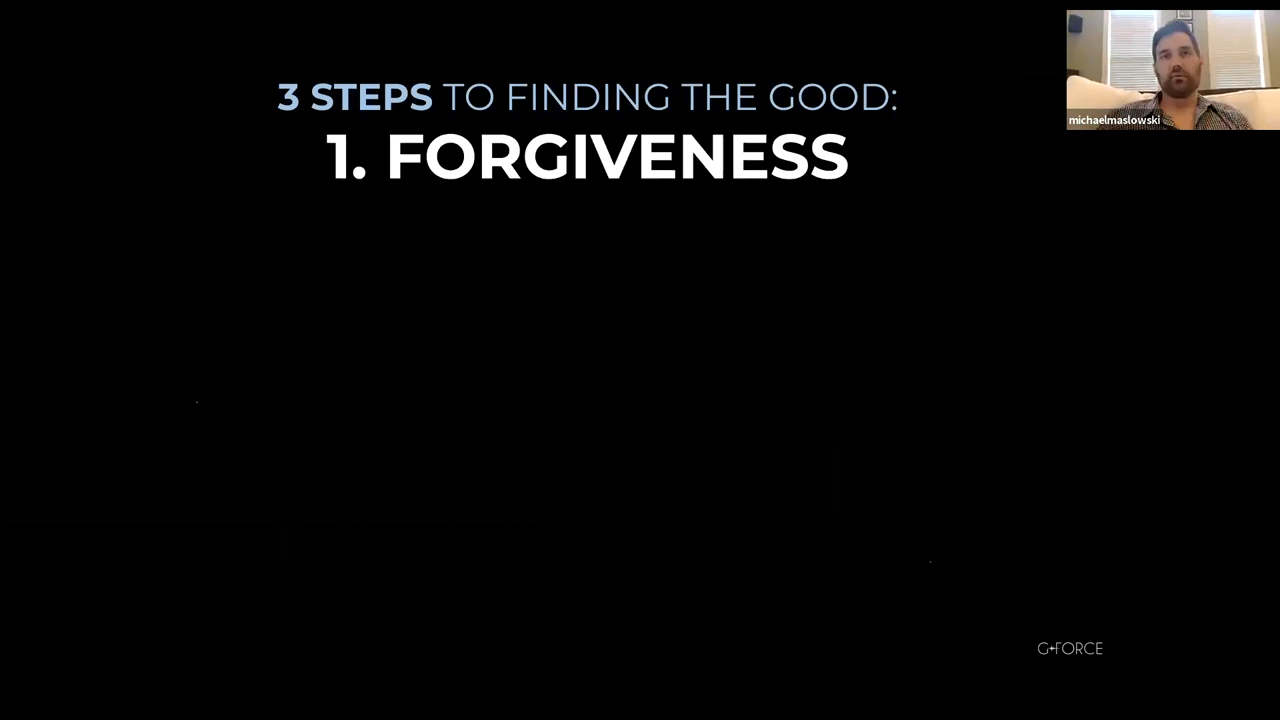 3 STEPS TO FINDING THE GOOD:
1. FORGIVENESS
michaelmaslowski
G+FORCE